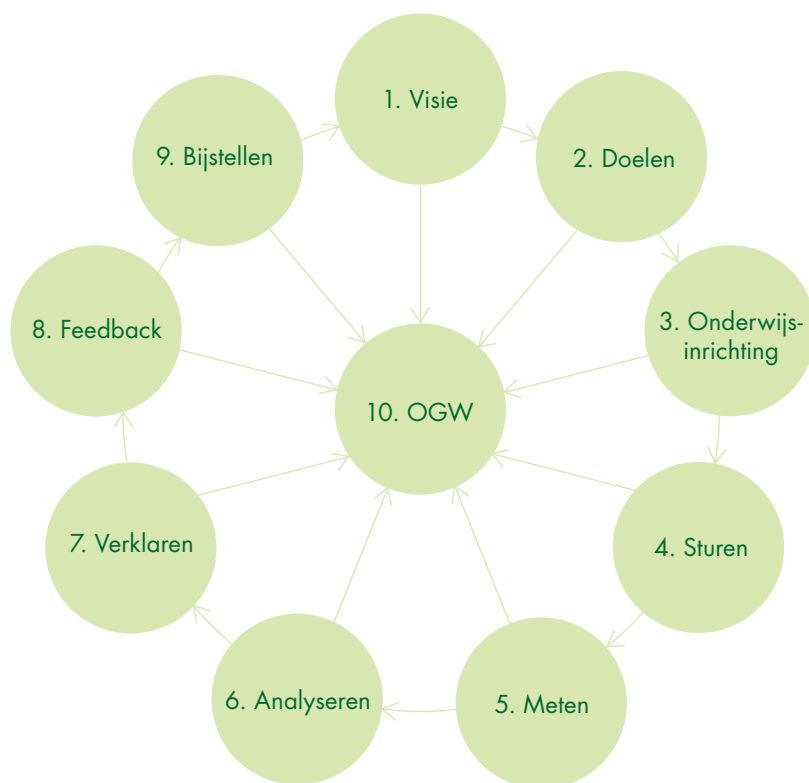 1. Visie
2. Doelen
3. Onderwijs-
inrichting
4. Sturen
5. Meten
6. Analyseren
7. Verklaren
8. Feedback
9. Bijstellen
10. OGW